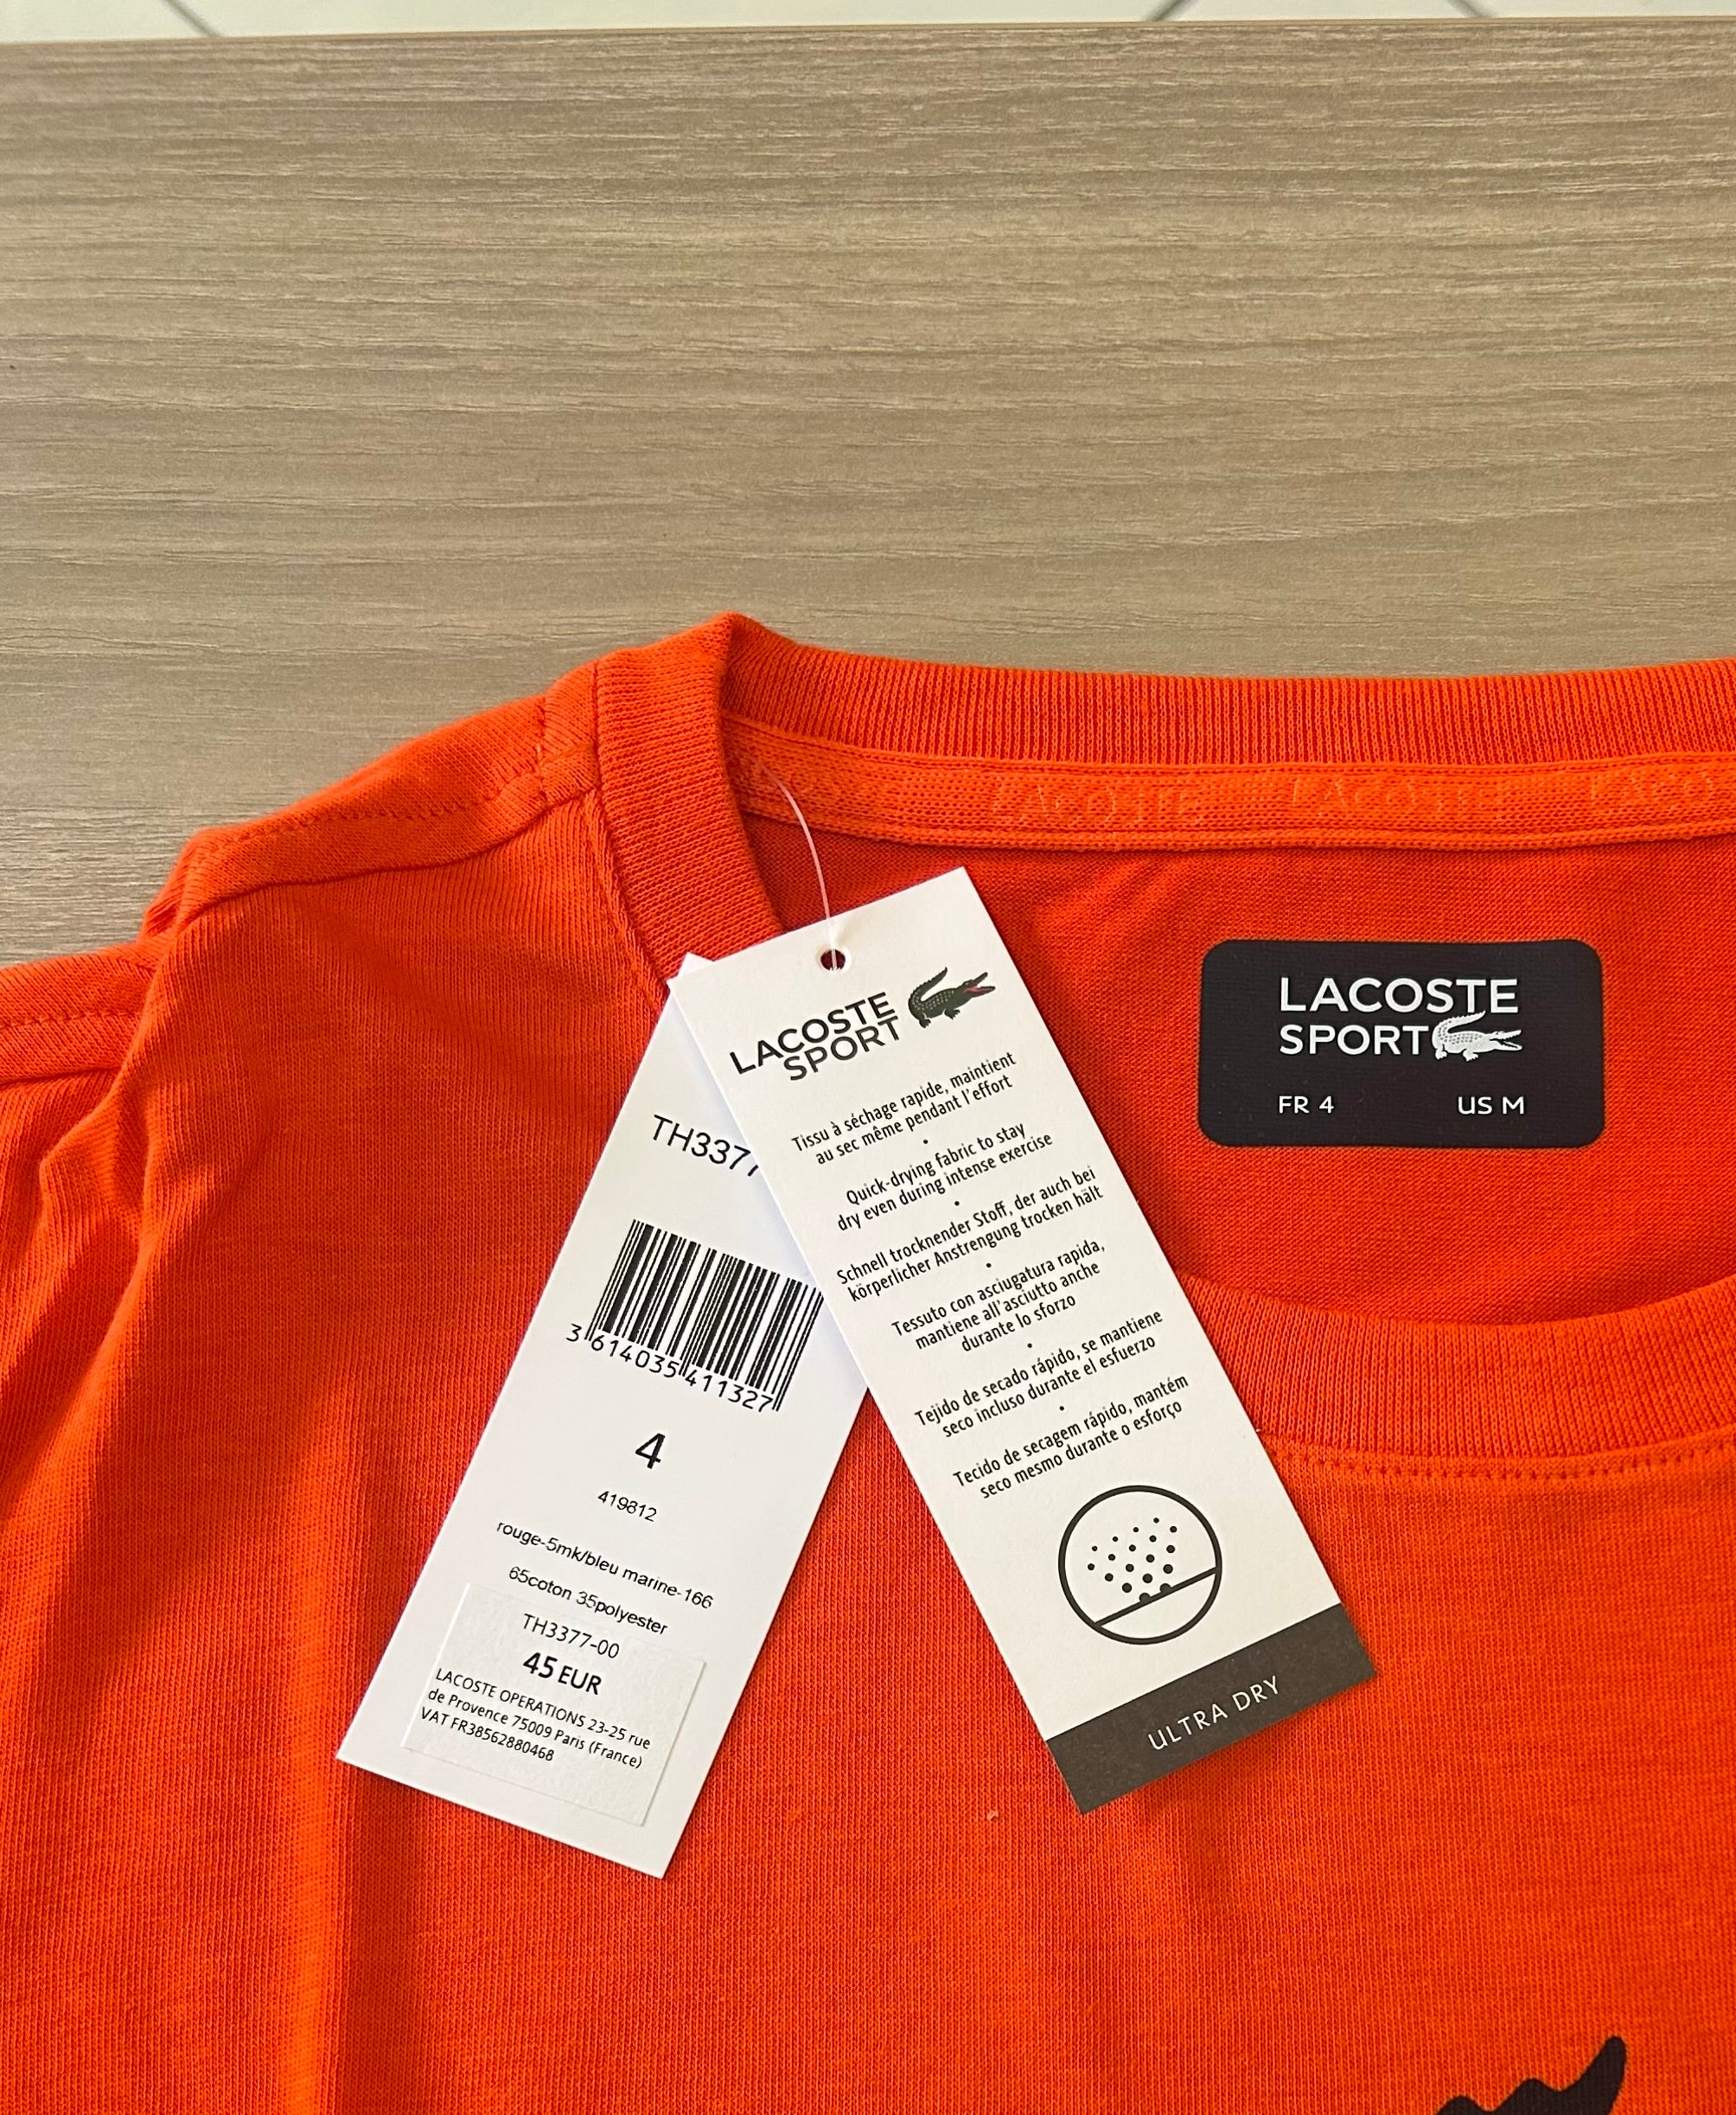 LACOSTE LACOSTE LACO
LACOSTE
SPORT
FR 4 US M
LACOSTE
SPORT
Tissu à séchage rapide, maintient
au sec même pendant l'effort
Quick-drying fabric to stay
dry even during intense exercise
Schnell trocknender Stoff, der auch bei
körperlicher Anstrengung trocken hält
Tessuto con asciugatura rapida,
mantiene all'asciutto anche
durante lo sforzo
Tejido de secado rápido, se mantiene
seco incluso durante el esfuerzo
Tecido de secagem rápido, mantém
seco mesmo durante o esforço
ULTRA DRY
TH3377
3 614035 411327
4
419812
rouge-5mk/bleu marine-166
65coton 35polyester
TH3377-00
45 EUR
LACOSTE OPERATIONS 23-25 rue
de Provence 75009 Paris (France)
VAT FR38562880468